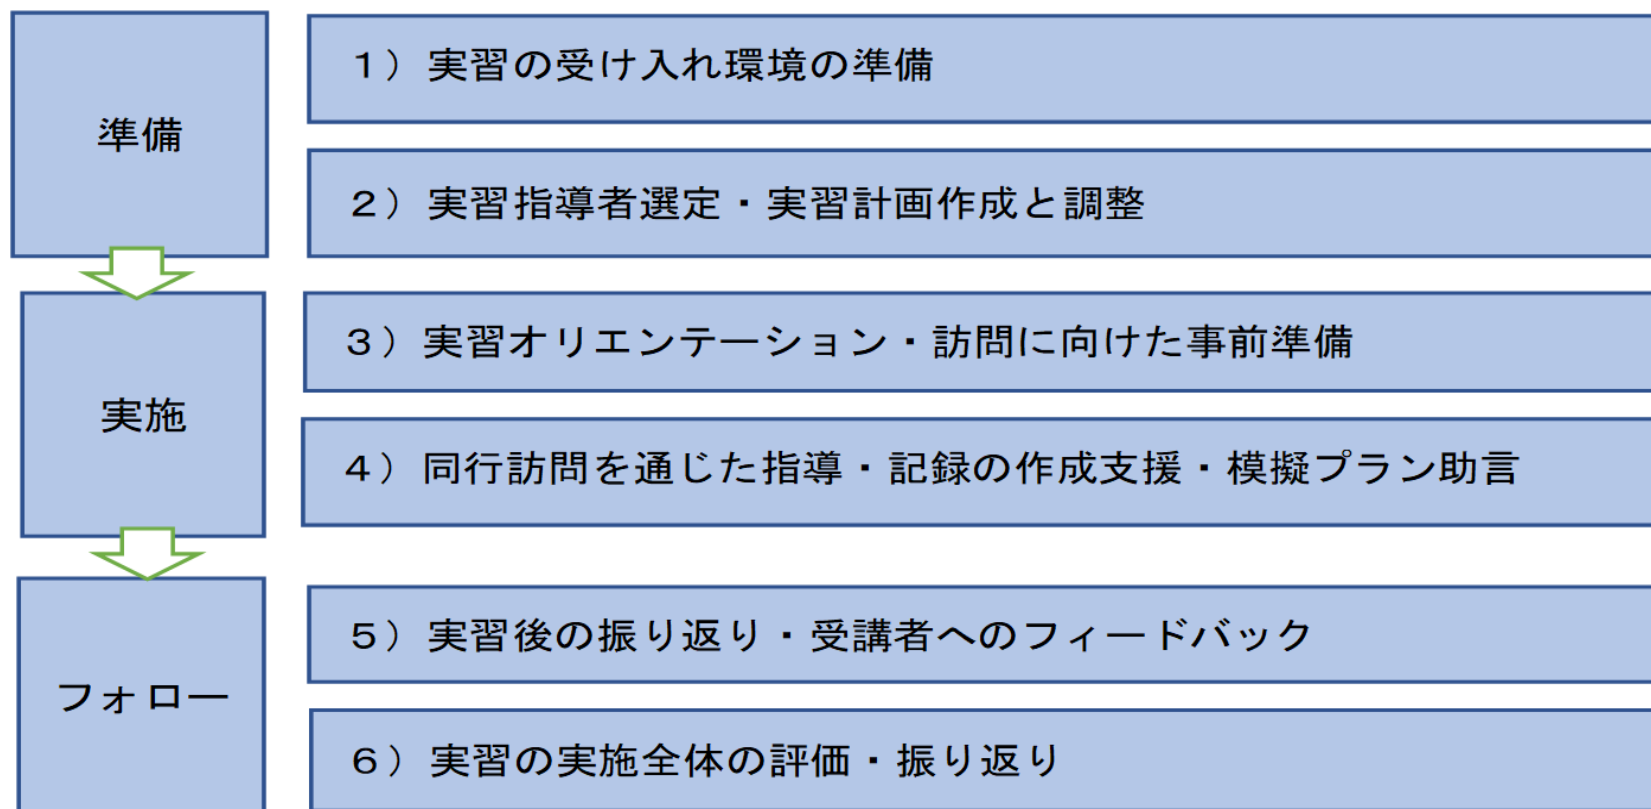 準備
１）実習の受け入れ環境の準備
２）実習指導者選定・実習計画作成と調整
実施
３）実習オリエンテーション・訪問に向けた事前準備
４）同行訪問を通じた指導・記録の作成支援・模擬プラン助言
フォロー
５）実習後の振り返り・受講者へのフィードバック
６）実習の実施全体の評価・振り返り